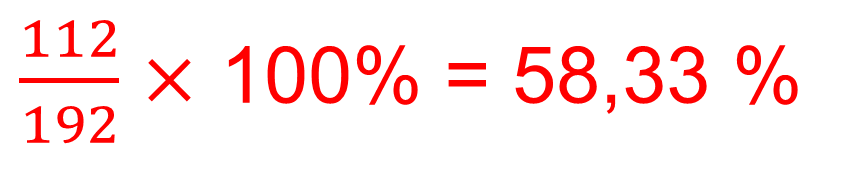 112/192 × 100% = 58,33 %